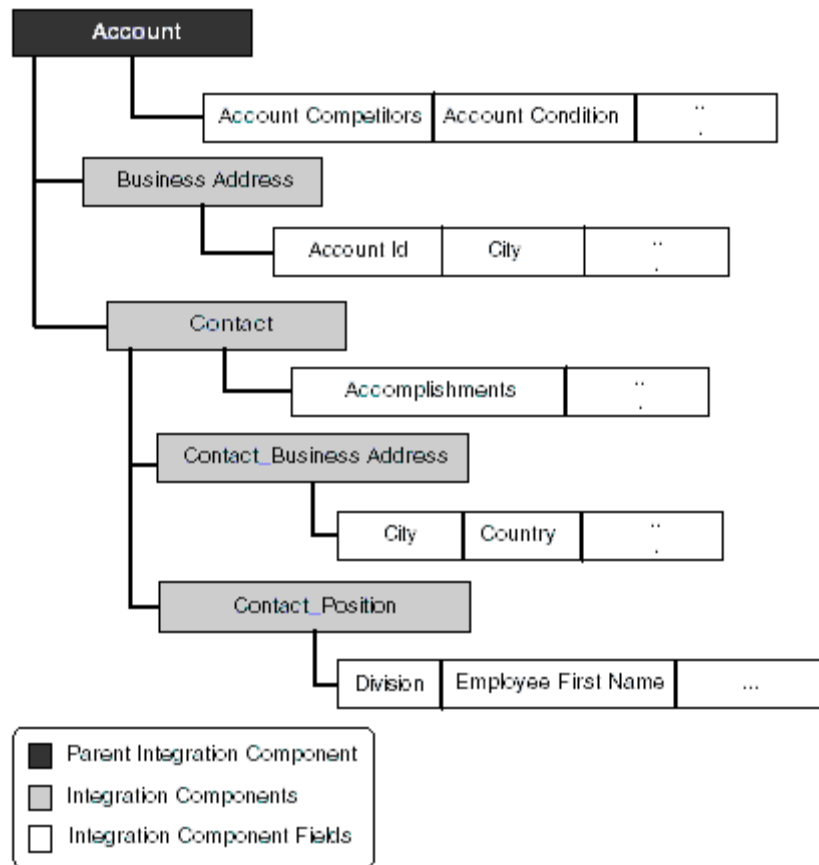 Account
Account Competitors Account Condition ...
Business Address
Account Id City ...
Contact
Accomplishments ...
Contact_Business Address
City Country ...
Contact_Position
Division Employee First Name ...
Parent Integration Component
Integration Components
Integration Component Fields